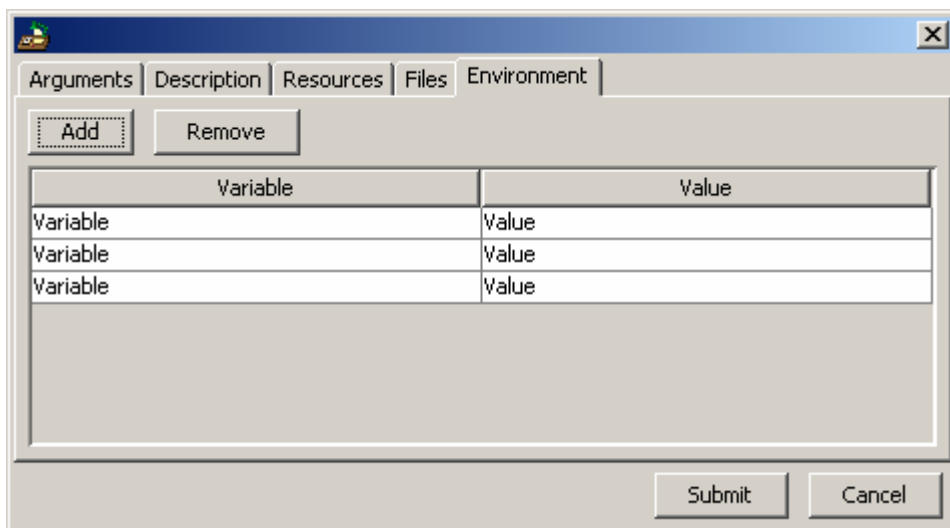 Arguments Description Resources Files Environment
Add Remove
Variable Value
Variable Value
Variable Value
Variable Value
Submit Cancel